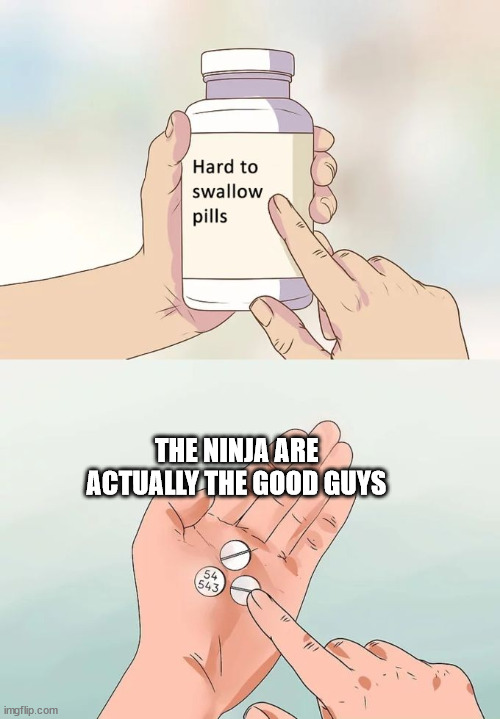 Hard to
swallow
pills
THE NINJA ARE
ACTUALLY THE GOOD GUYS
54
543
imgflip.com